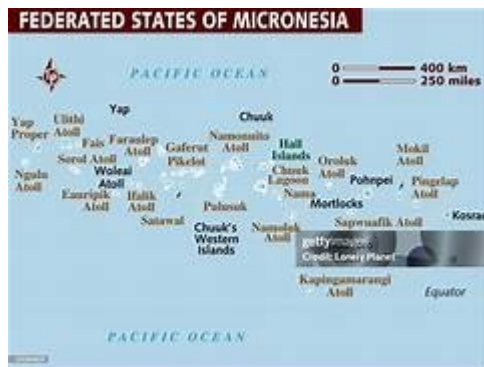 FEDERATED STATES OF MICRONESIA
0 400 km
0 250 miles
PACIFIC OCEAN
Yap
Chuuk
Yap
Proper
Ulithi
Atoll
Fais
Faraulep
Atoll
Gaferut
Pikelot
Namonuito
Atoll
Hall
Islands
Mokil
Atoll
Sorol Atoll
Woleai
Atoll
Chuuk
Lagoon
Oroluk
Atoll
Pohnpei
Pingelap
Atoll
Ngulu
Atoll
Eauripik
Atoll
Ifalik
Atoll
Nama
Satawal
Pulusuk
Mortlocks
Kosrae
Chuuk's
Western
Islands
Namoluk
Atoll
Sapwuafik Atoll
gettyimages
Credit: Lonely Planet
Kapingamarangi
Atoll
Equator
PACIFIC OCEAN